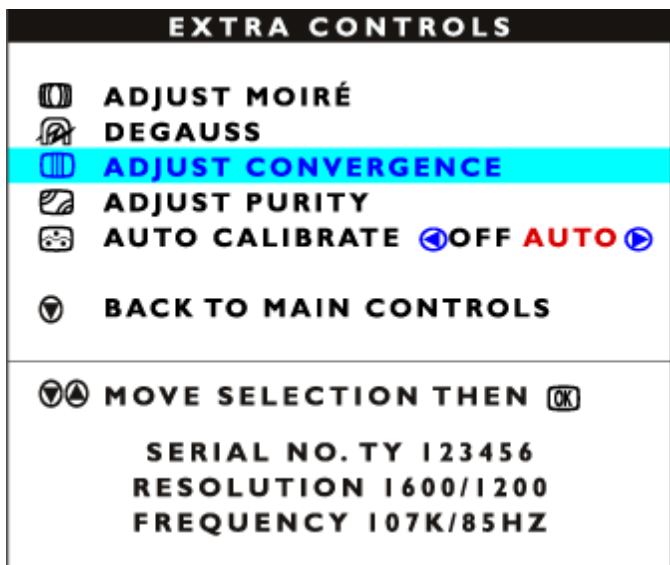 EXTRA CONTROLS
ADJUST MOIRÉ
DEGAUSS
ADJUST CONVERGENCE
ADJUST PURITY
AUTO CALIBRATE OFF AUTO
BACK TO MAIN CONTROLS
MOVE SELECTION THEN OK
SERIAL NO. TY 123456
RESOLUTION 1600/1200
FREQUENCY 107K/85HZ